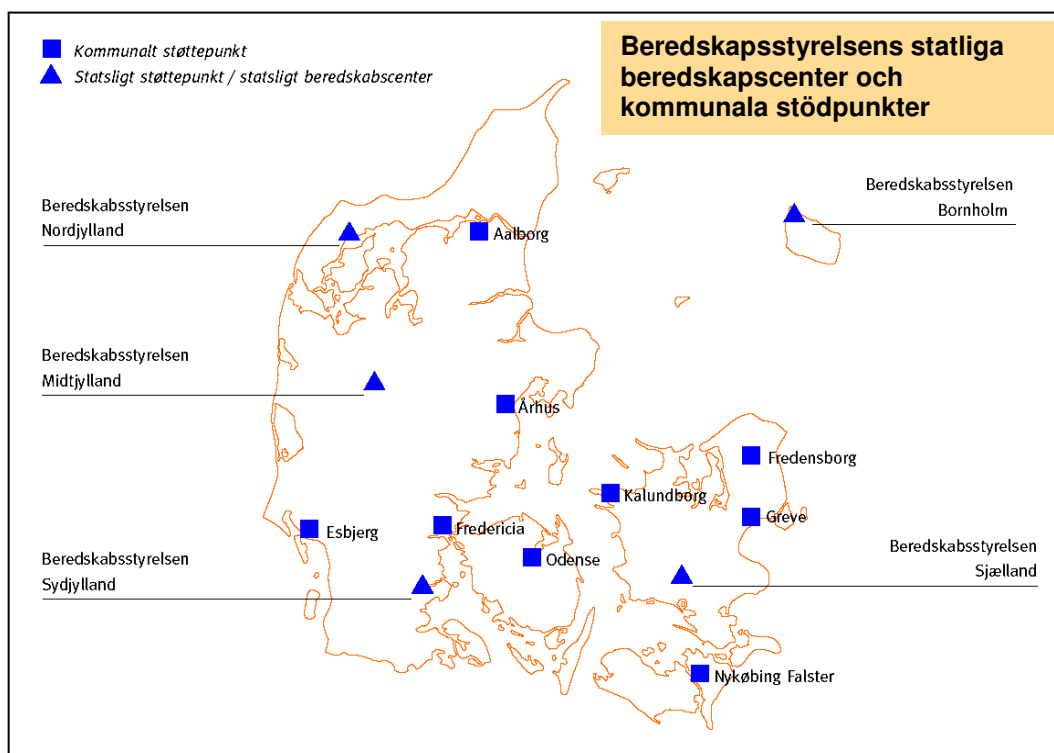 Kommunalt støttepunkt
Statsligt støttepunkt / statsligt beredskabscenter
Beredskapsstyrelsens statliga
beredskapscenter och
kommunala stödpunkter
Beredskabsstyrelsen
Nordjylland
Beredskabsstyrelsen
Bornholm
Aalborg
Beredskabsstyrelsen
Midtjylland
Århus
Fredensborg
Kalundborg
Greve
Esbjerg
Fredericia
Odense
Beredskabsstyrelsen
Sydjylland
Beredskabsstyrelsen
Sjælland
Nykøbing Falster